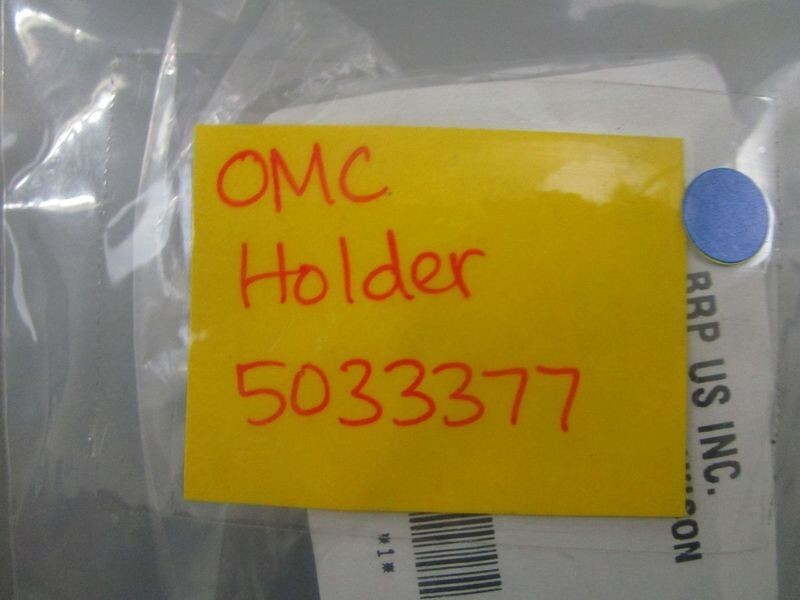 OMC
Holder
5033377
BRP US INC.
*1*